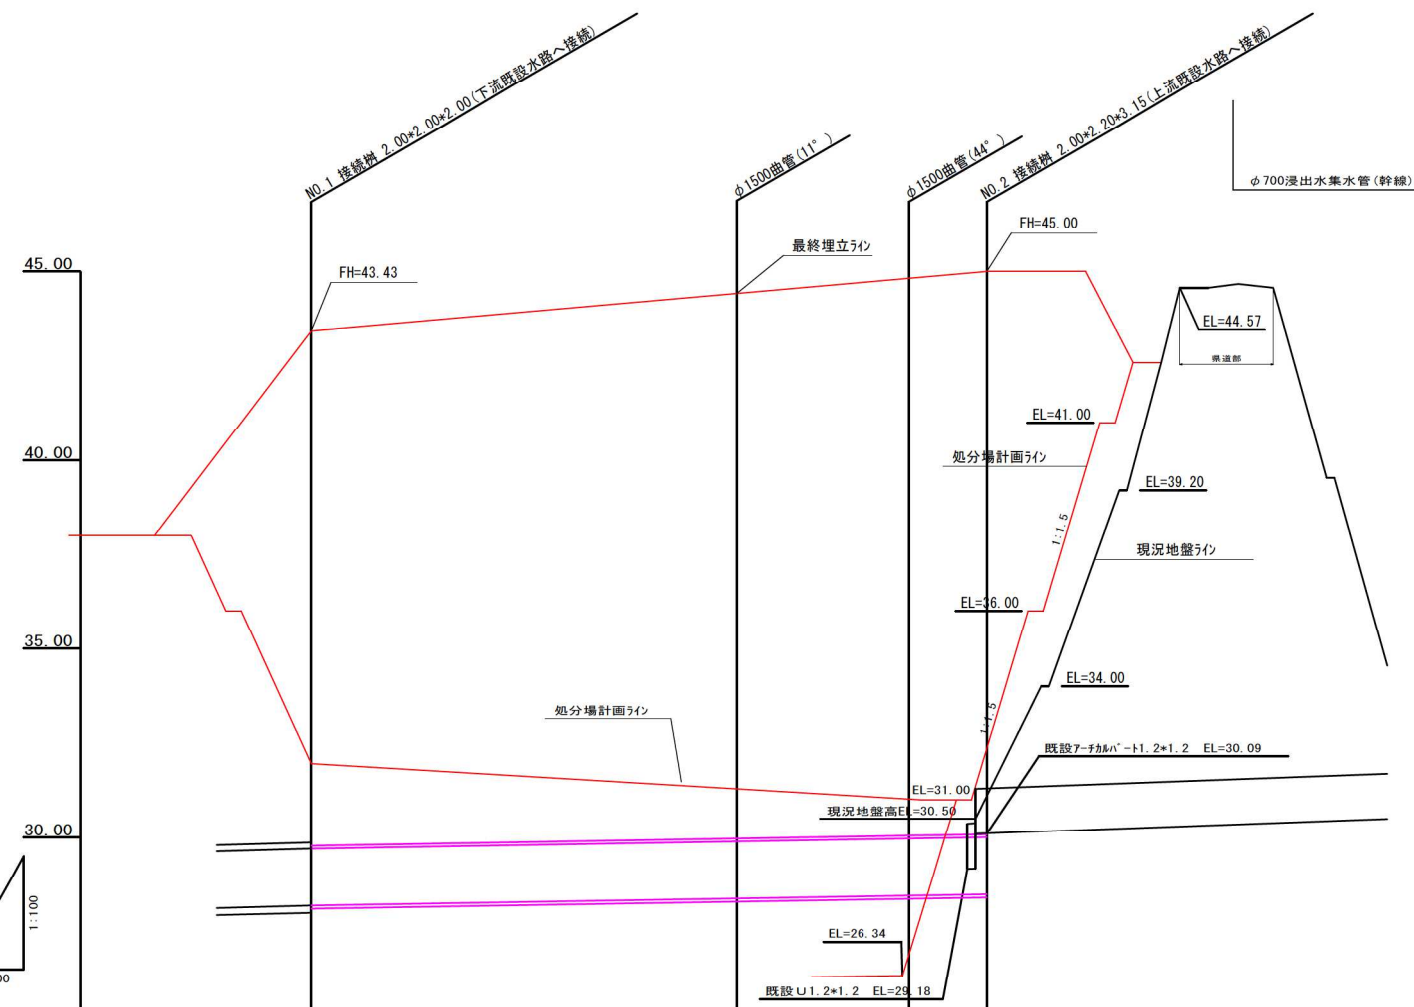 NO.1 接続桝 2.00*2.00*2.00(下流既設水路へ接続)
φ1500曲管(11°)
φ1500曲管(44°)
NO.2 接続桝 2.00*2.20*3.15(上流既設水路へ接続)
φ700浸出水集水管(幹線)
45.00
FH=43.43
最終埋立ﾗｲﾝ
FH=45.00
EL=44.57
県道部
EL=41.00
40.00
処分場計画ﾗｲﾝ
EL=39.20
1:1.5
現況地盤ﾗｲﾝ
EL=36.00
35.00
EL=34.00
処分場計画ﾗｲﾝ
1:1.5
既設ｱｰﾁｶﾙﾊﾞｰﾄ1.2*1.2 EL=30.09
EL=31.00
現況地盤高EL=30.50
30.00
1:100
EL=26.34
既設U1.2*1.2 EL=29.18